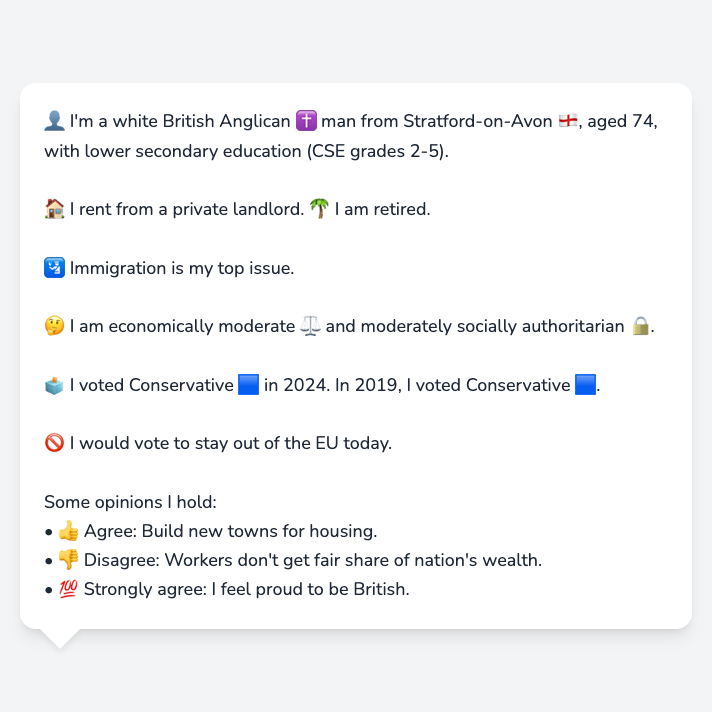 👤 I'm a white British Anglican ✝️ man from Stratford-on-Avon 🏴󠁧󠁢󠁥󠁮󠁧󠁿, aged 74,
with lower secondary education (CSE grades 2-5).
🏠 I rent from a private landlord. 🌴 I am retired.
🛂 Immigration is my top issue.
🤔 I am economically moderate ⚖️ and moderately socially authoritarian 🔒.
🗳️ I voted Conservative 🟦 in 2024. In 2019, I voted Conservative 🟦.
🚫 I would vote to stay out of the EU today.
Some opinions I hold:
• 👍 Agree: Build new towns for housing.
• 👎 Disagree: Workers don't get fair share of nation's wealth.
• 💯 Strongly agree: I feel proud to be British.